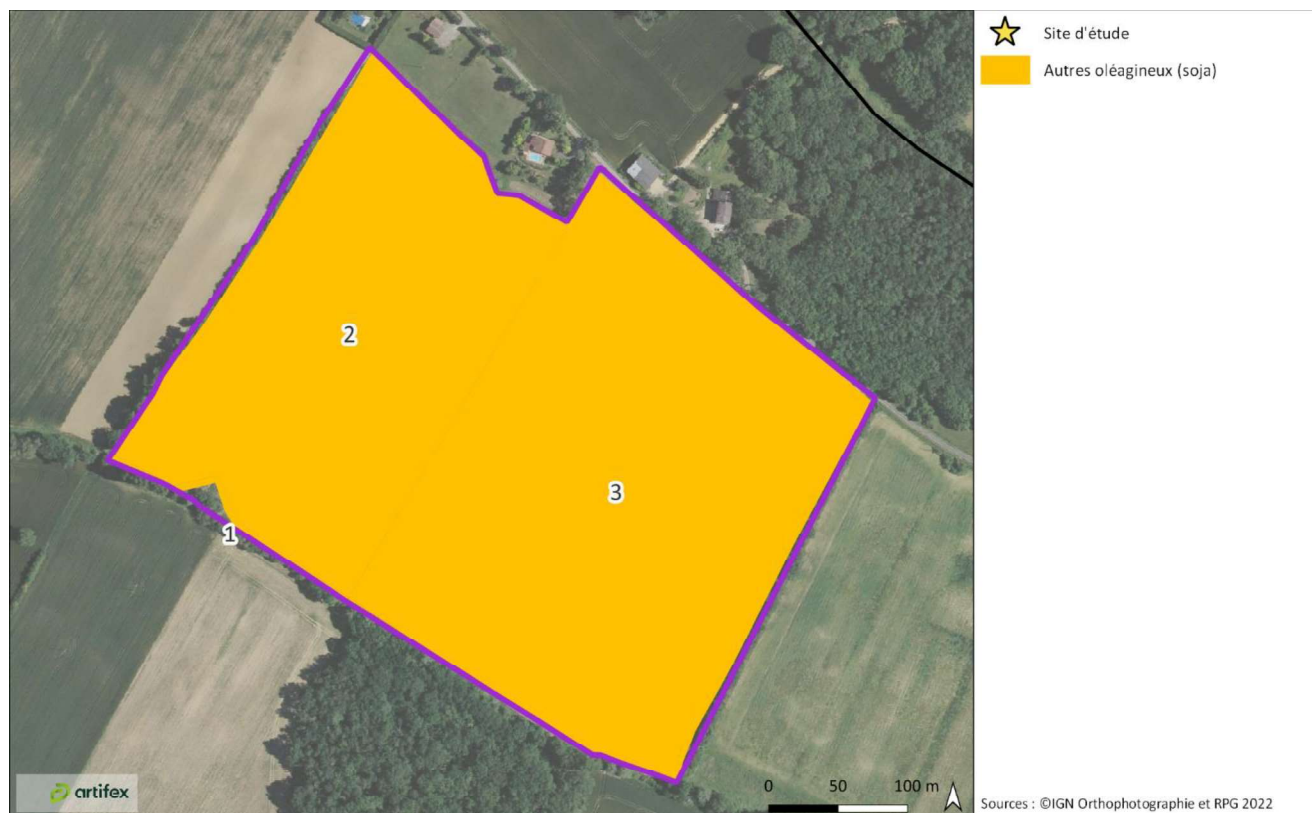 Site d'étude
Autres oléagineux (soja)
2
3
1
artifex
0 50 100 m
Sources : ©IGN Orthophotographie et RPG 2022